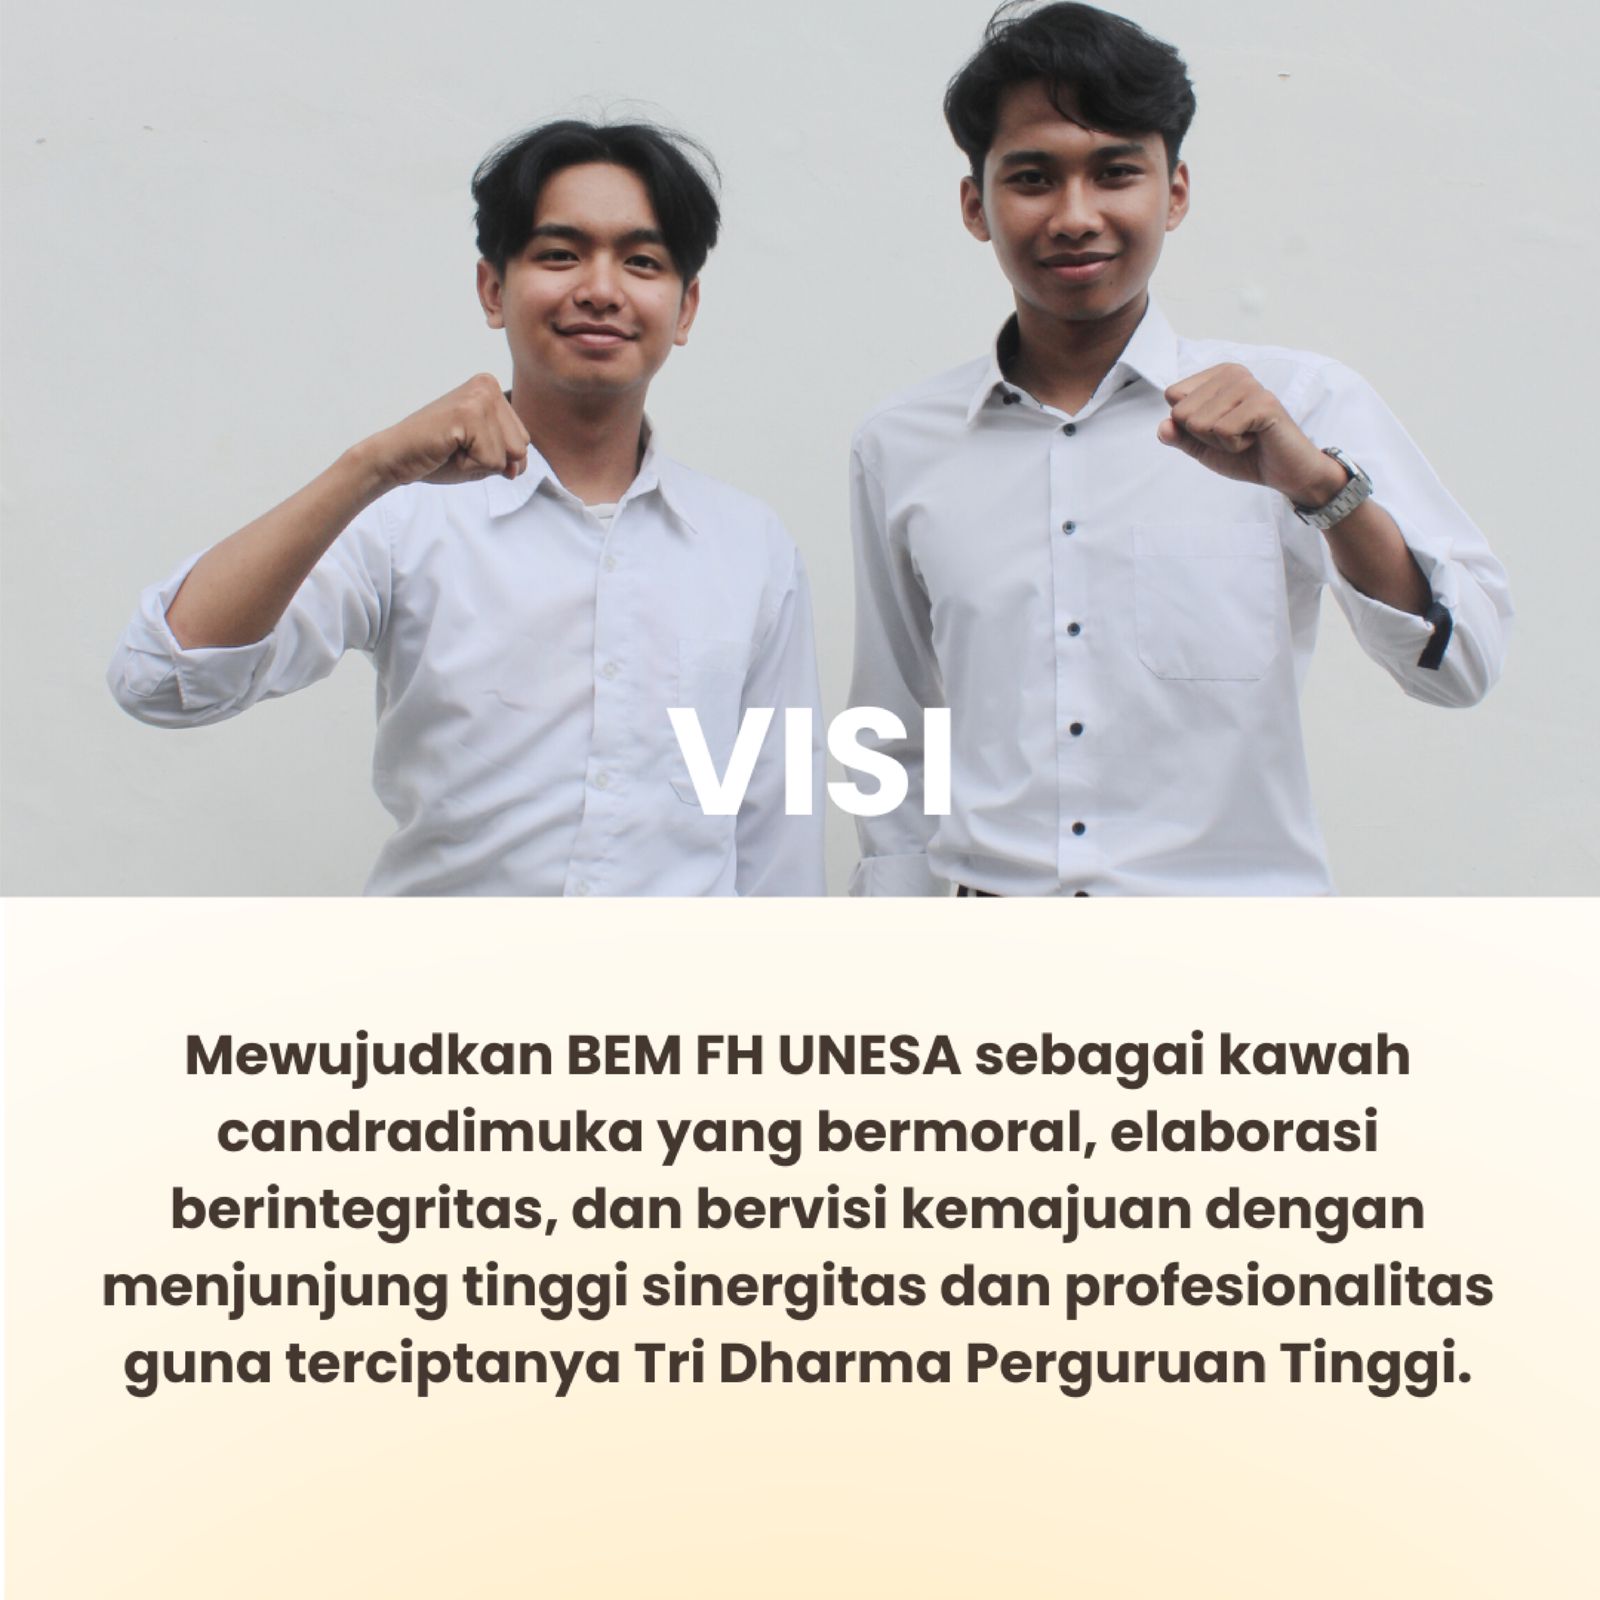 VISI
Mewujudkan BEM FH UNESA sebagai kawah
candradimuka yang bermoral, elaborasi
berintegritas, dan bervisi kemajuan dengan
menjunjung tinggi sinergitas dan profesionalitas
guna terciptanya Tri Dharma Perguruan Tinggi.